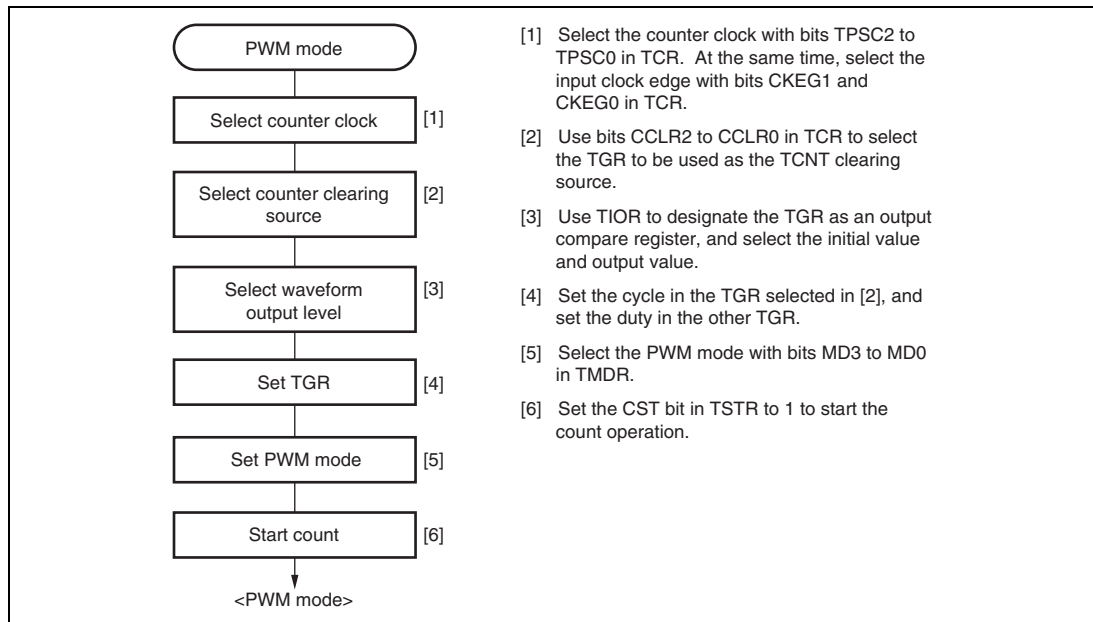 PWM mode
Select counter clock
[1]
Select counter clearing
source
[2]
Select waveform
output level
[3]
Set TGR
[4]
Set PWM mode
[5]
Start count
[6]
<PWM mode>
[1] Select the counter clock with bits TPSC2 to
TPSC0 in TCR. At the same time, select the
input clock edge with bits CKEG1 and
CKEG0 in TCR.
[2] Use bits CCLR2 to CCLR0 in TCR to select
the TGR to be used as the TCNT clearing
source.
[3] Use TIOR to designate the TGR as an output
compare register, and select the initial value
and output value.
[4] Set the cycle in the TGR selected in [2], and
set the duty in the other TGR.
[5] Select the PWM mode with bits MD3 to MD0
in TMDR.
[6] Set the CST bit in TSTR to 1 to start the
count operation.